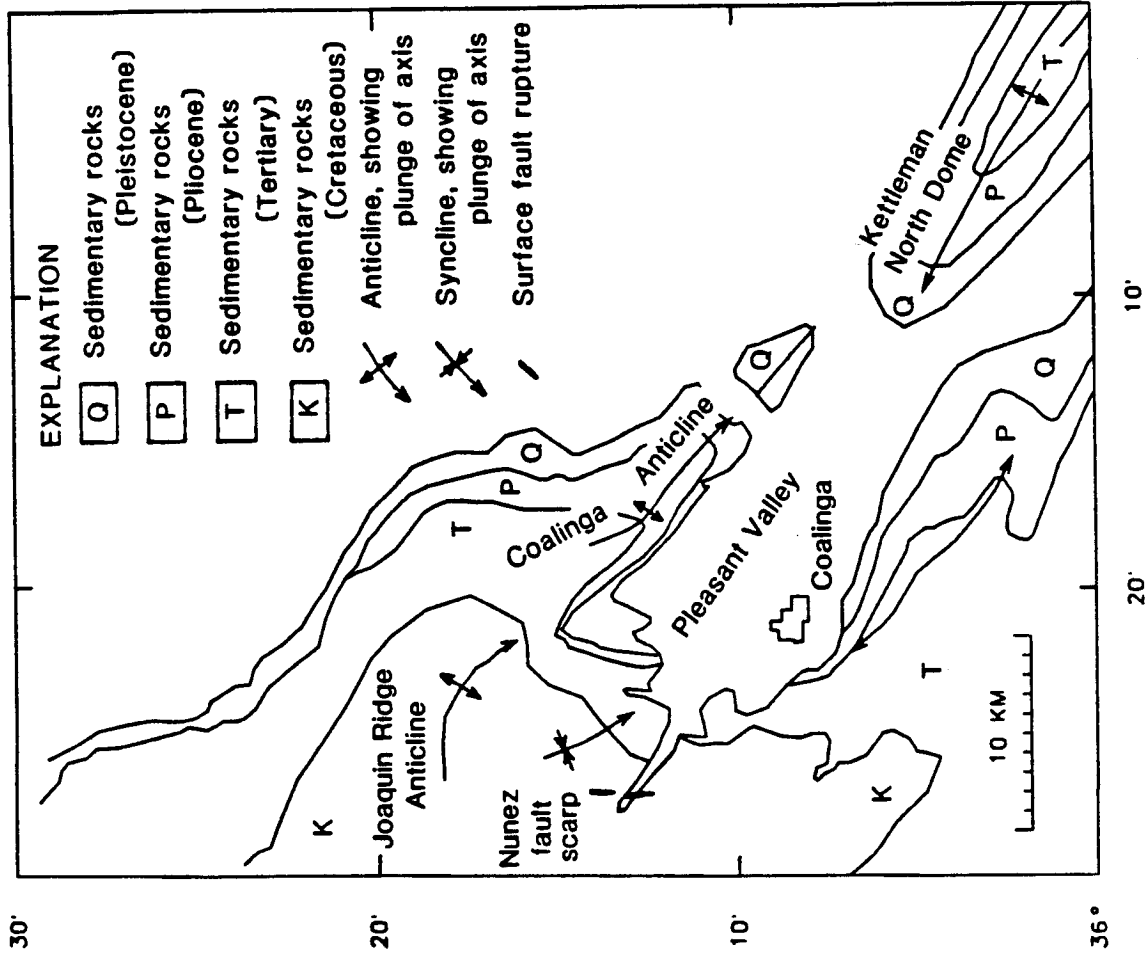 EXPLANATION
Q Sedimentary rocks
(Pleistocene)
P Sedimentary rocks
(Pliocene)
T Sedimentary rocks
(Tertiary)
K Sedimentary rocks
(Cretaceous)
Anticline, showing
plunge of axis
Syncline, showing
plunge of axis
Surface fault rupture
30'
20'
10'
36°
20'
10'
K
Joaquin Ridge
Anticline
Nunez
fault
scarp
T
P
Q
Coalinga
Anticline
Q
Pleasant Valley
Coalinga
Kettleman
North Dome
Q
P
T
K
T
P
Q
10 KM